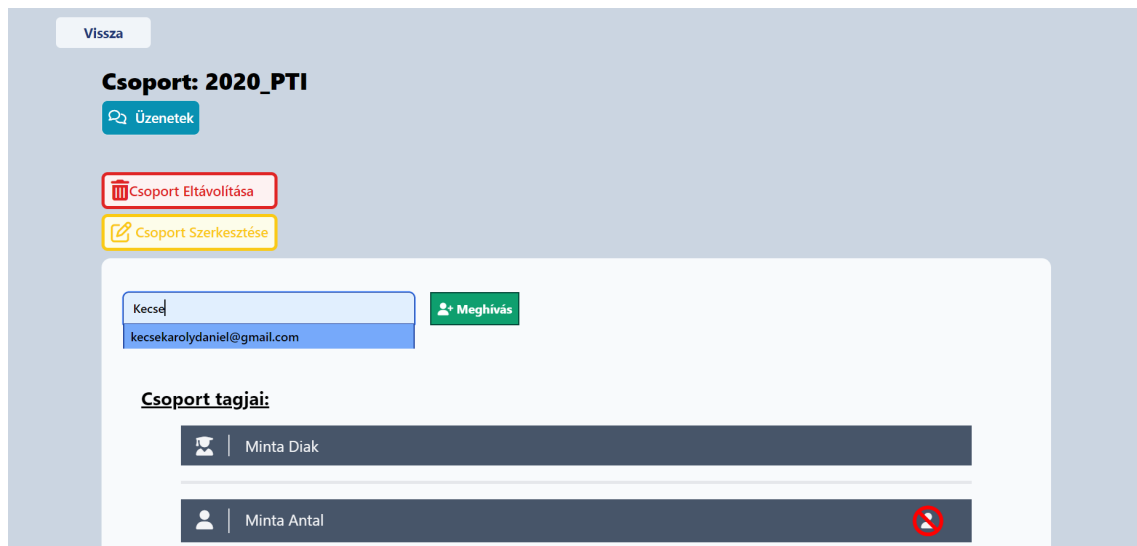 Vissza
Csoport: 2020_PTI
Üzenetek
Csoport Eltávolítása
Csoport Szerkesztése
Kecse
Meghívás
kecsekarolydaniel@gmail.com
Csoport tagjai:
Minta Diak
Minta Antal